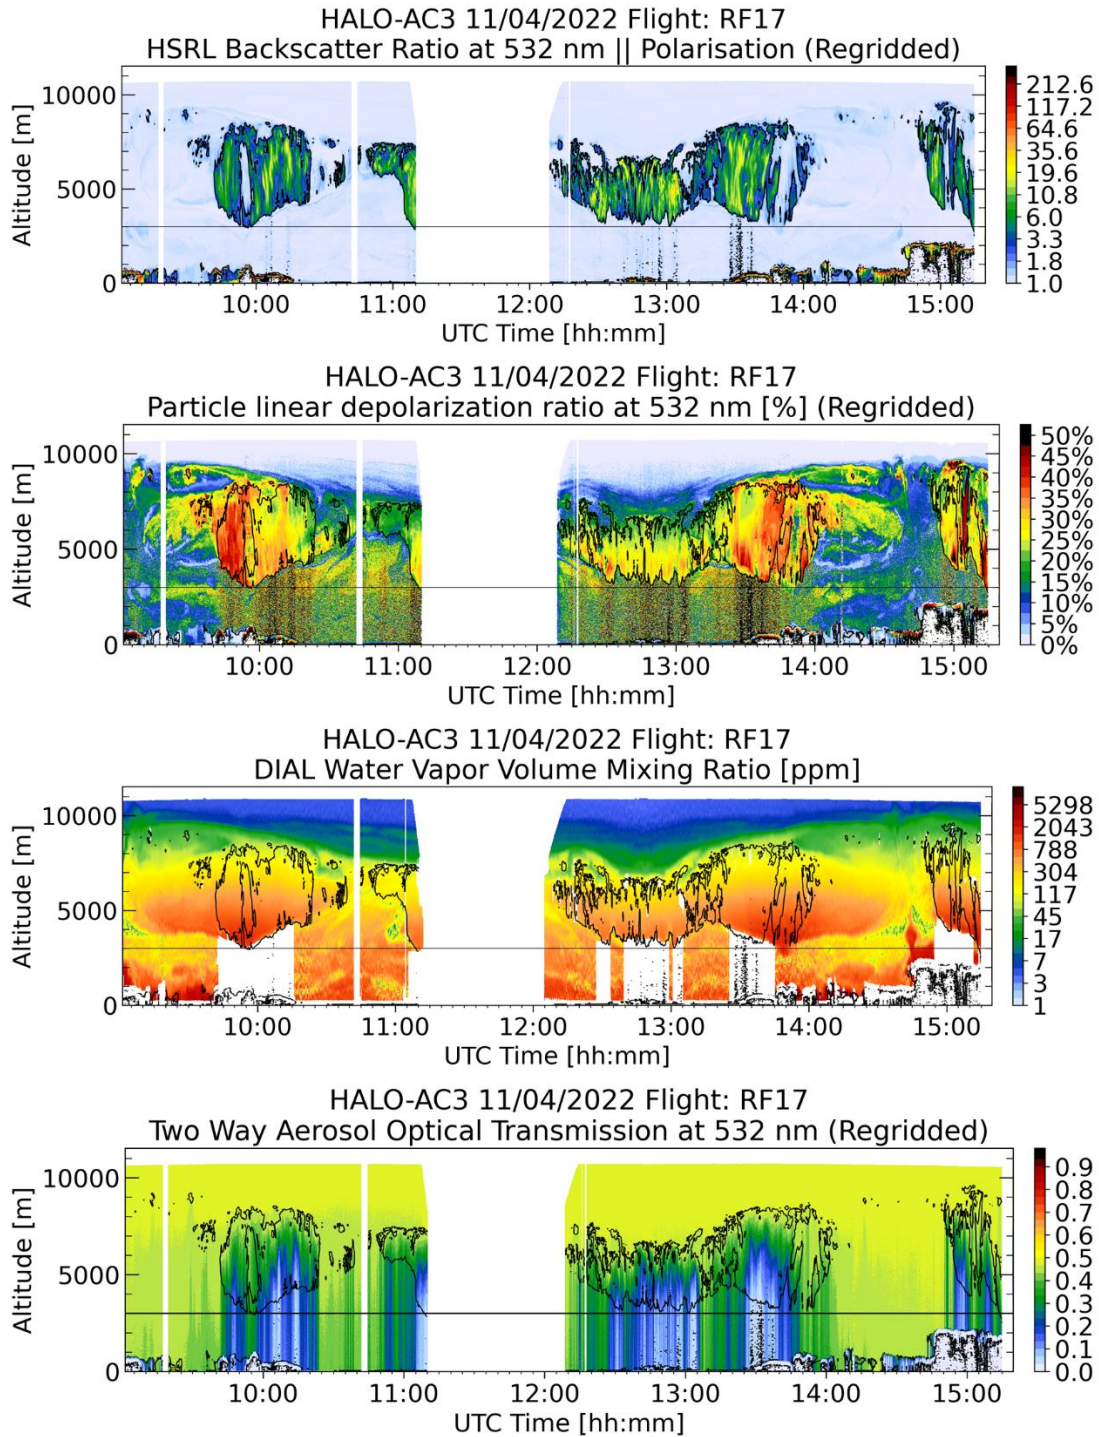 HALO-AC3 11/04/2022 Flight: RF17
HSRL Backscatter Ratio at 532 nm || Polarisation (Regridded)
Altitude [m]
10000
5000
0
10:00 11:00 12:00 13:00 14:00 15:00
UTC Time [hh:mm]
212.6
117.2
64.6
35.6
19.6
10.8
6.0
3.3
1.8
1.0
HALO-AC3 11/04/2022 Flight: RF17
Particle linear depolarization ratio at 532 nm [%] (Regridded)
Altitude [m]
10000
5000
0
10:00 11:00 12:00 13:00 14:00 15:00
UTC Time [hh:mm]
50%
45%
40%
35%
30%
25%
20%
15%
10%
5%
0%
HALO-AC3 11/04/2022 Flight: RF17
DIAL Water Vapor Volume Mixing Ratio [ppm]
Altitude [m]
10000
5000
0
10:00 11:00 12:00 13:00 14:00 15:00
UTC Time [hh:mm]
5298
2043
788
304
117
45
17
7
3
1
HALO-AC3 11/04/2022 Flight: RF17
Two Way Aerosol Optical Transmission at 532 nm (Regridded)
Altitude [m]
10000
5000
0
10:00 11:00 12:00 13:00 14:00 15:00
UTC Time [hh:mm]
0.9
0.8
0.7
0.6
0.5
0.4
0.3
0.2
0.1
0.0